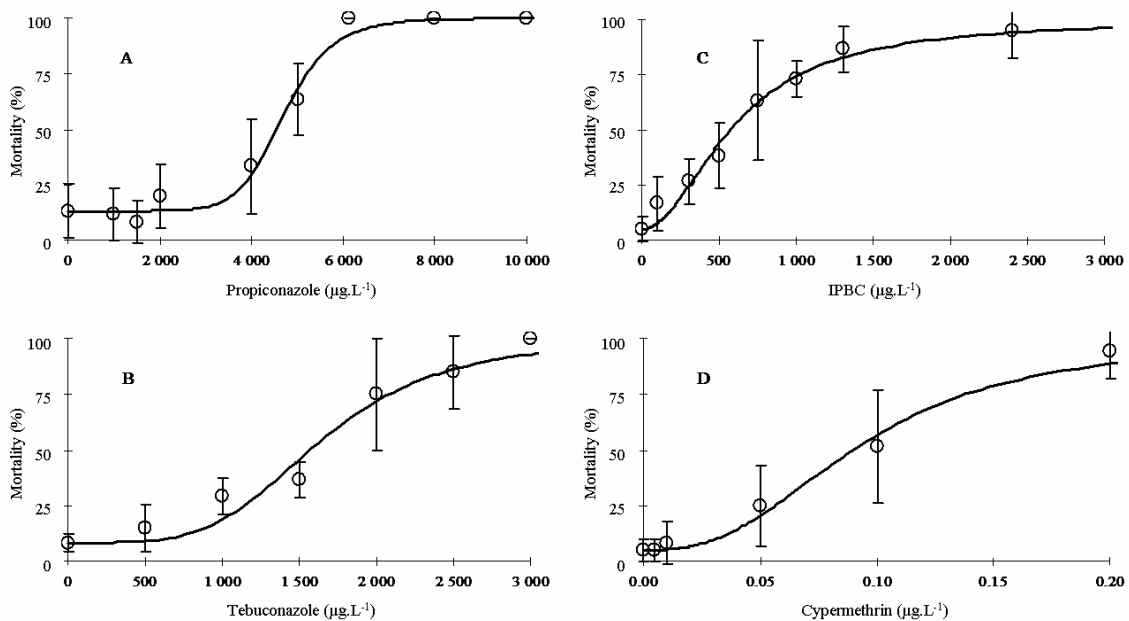 A
Mortality (%)
100
75
50
25
0
0 2 000 4 000 6 000 8 000 10 000
Propiconazole (µg.L-1)
C
Mortality (%)
100
75
50
25
0
0 500 1 000 1 500 2 000 2 500 3 000
IPBC (µg.L-1)
B
Mortality (%)
100
75
50
25
0
0 500 1 000 1 500 2 000 2 500 3 000
Tebuconazole (µg.L-1)
D
Mortality (%)
100
75
50
25
0
0.00 0.05 0.10 0.15 0.20
Cypermethrin (µg.L-1)